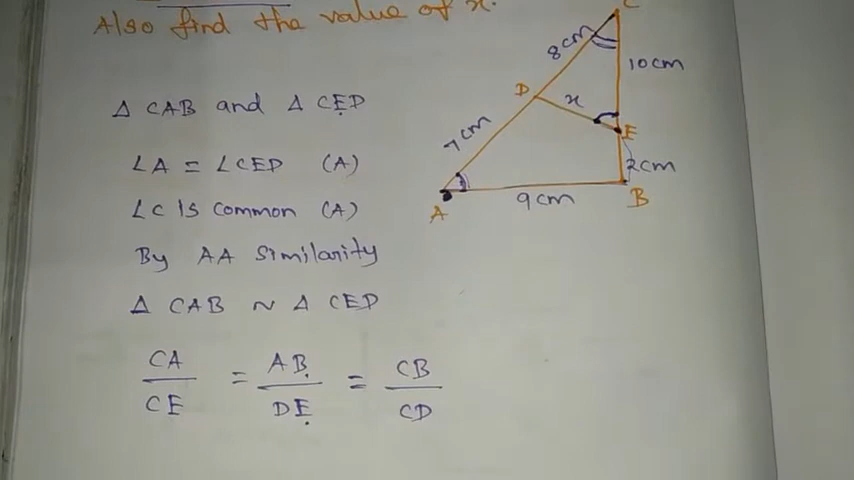 Also find the value of x.
C
8cm
10cm
D
x
7cm
E
2cm
A
9cm
B
Δ CAB and Δ CED
∠A = ∠CED (A)
∠C is common (A)
By AA similarity
Δ CAB ~ Δ CED
CA/CE = AB/DE = CB/CD